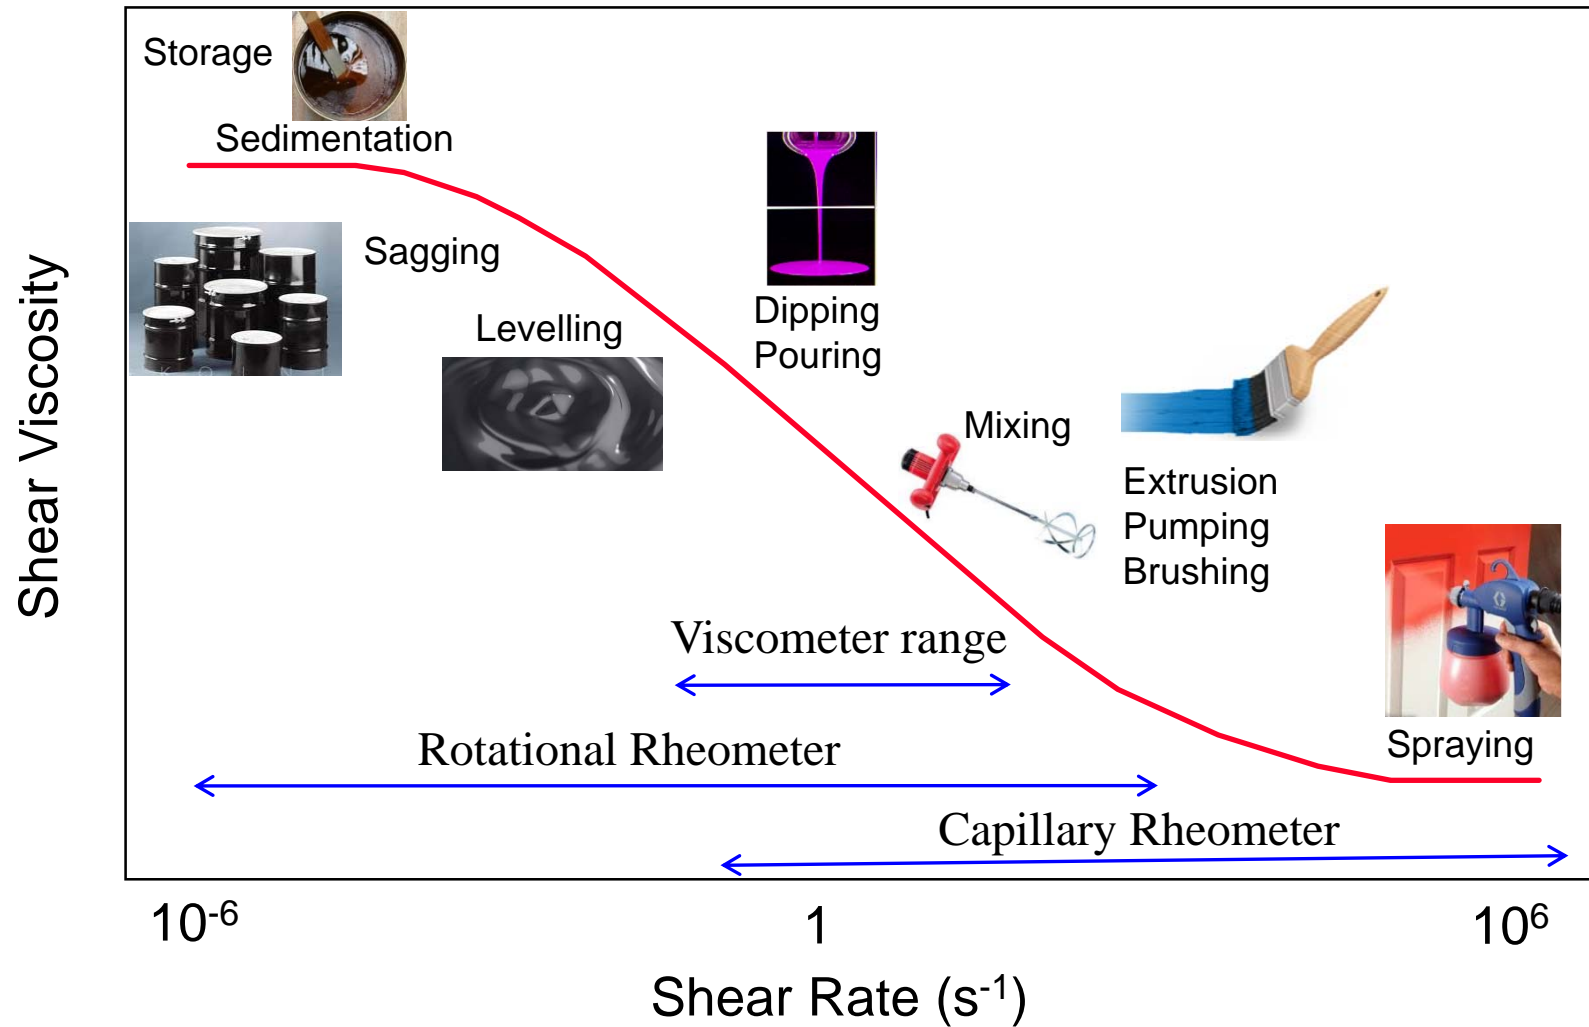 Storage
Sedimentation
Sagging
Levelling
Dipping
Pouring
Mixing
Extrusion
Pumping
Brushing
Spraying
Viscometer range
Rotational Rheometer
Capillary Rheometer
Shear Viscosity
10⁻⁶
1
10⁶
Shear Rate (s⁻¹)